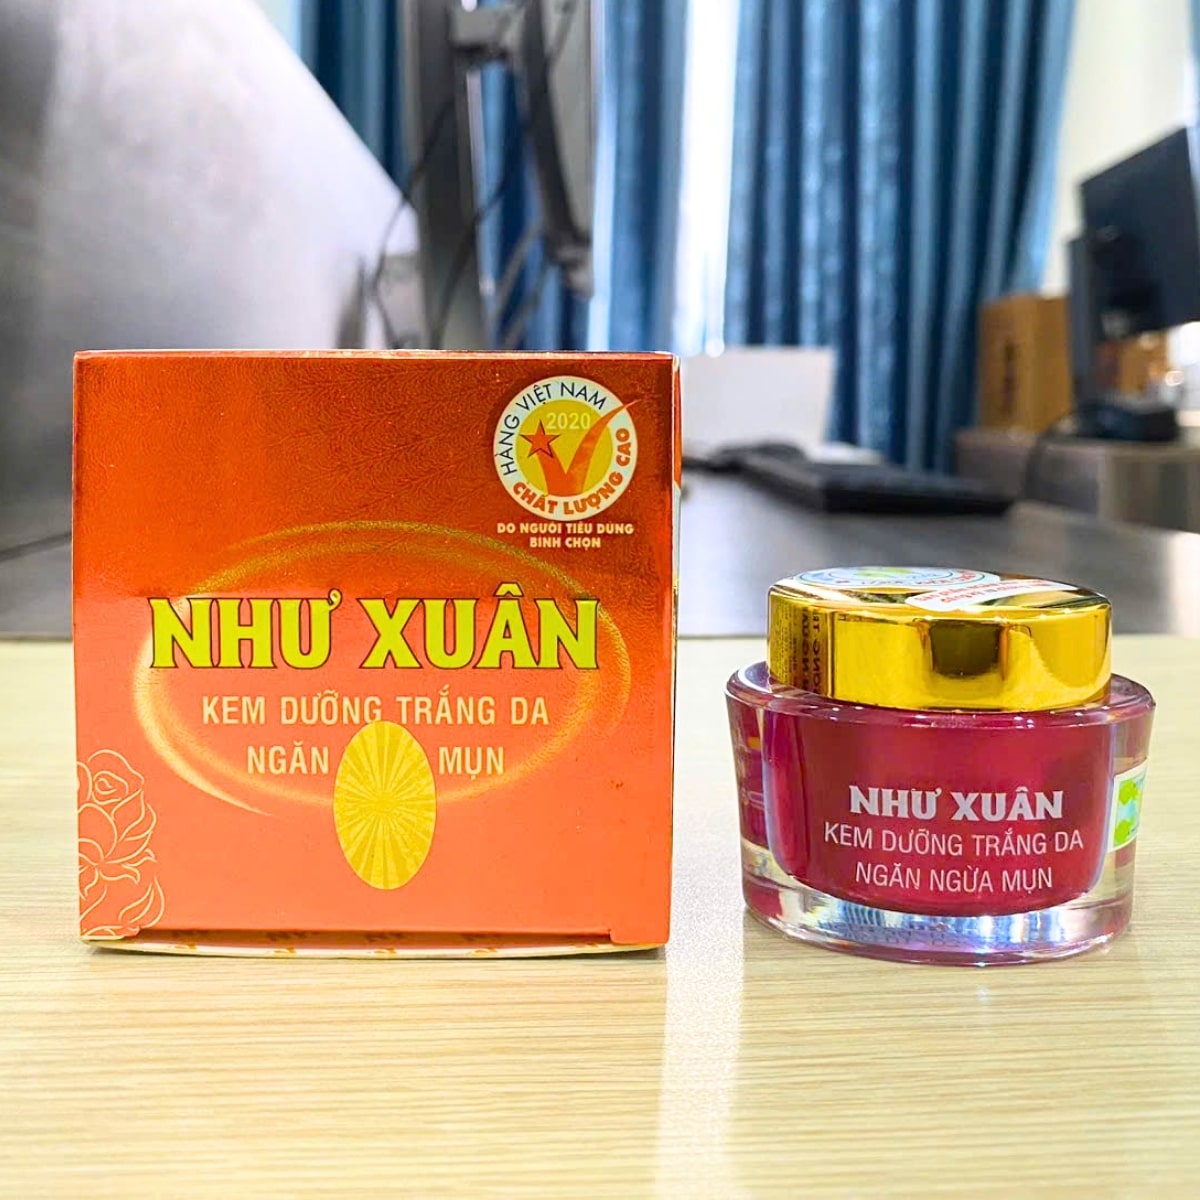 HÀNG VIỆT NAM
2020
CHẤT LƯỢNG CAO
DO NGƯỜI TIÊU DÙNG
BÌNH CHỌN
NHƯ XUÂN
KEM DƯỠNG TRẮNG DA
NGĂN MỤN
NHƯ XUÂN
KEM DƯỠNG TRẮNG DA
NGĂN NGỪA MỤN